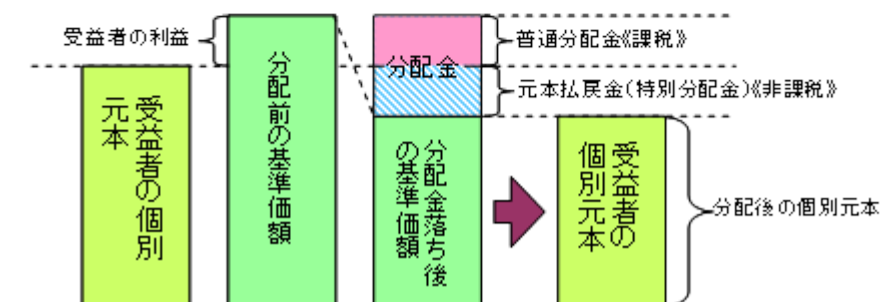 受益者の利益
普通分配金《課税》
分配金
元本払戻金(特別分配金)《非課税》
受益者の個別
元本
分配前の基準価額
分配金落ち後
の基準価額
受益者の
個別元本
分配後の個別元本